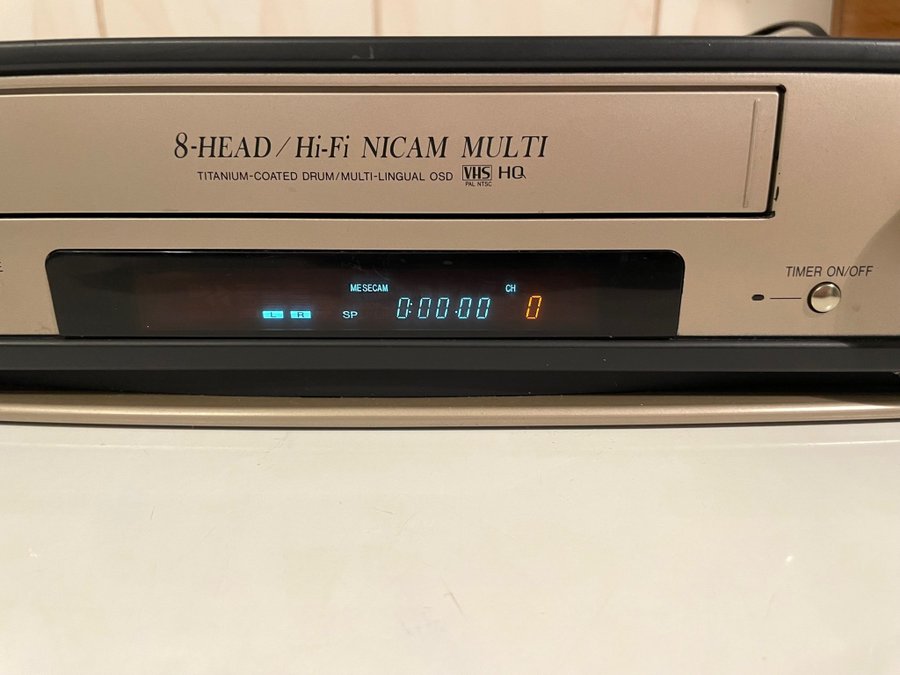 8-HEAD / Hi-Fi NICAM MULTI
TITANIUM-COATED DRUM/MULTI-LINGUAL OSD VHS HQ
PAL NTSC
TIMER ON/OFF
MESECAM CH
L R SP 0:00:00 0